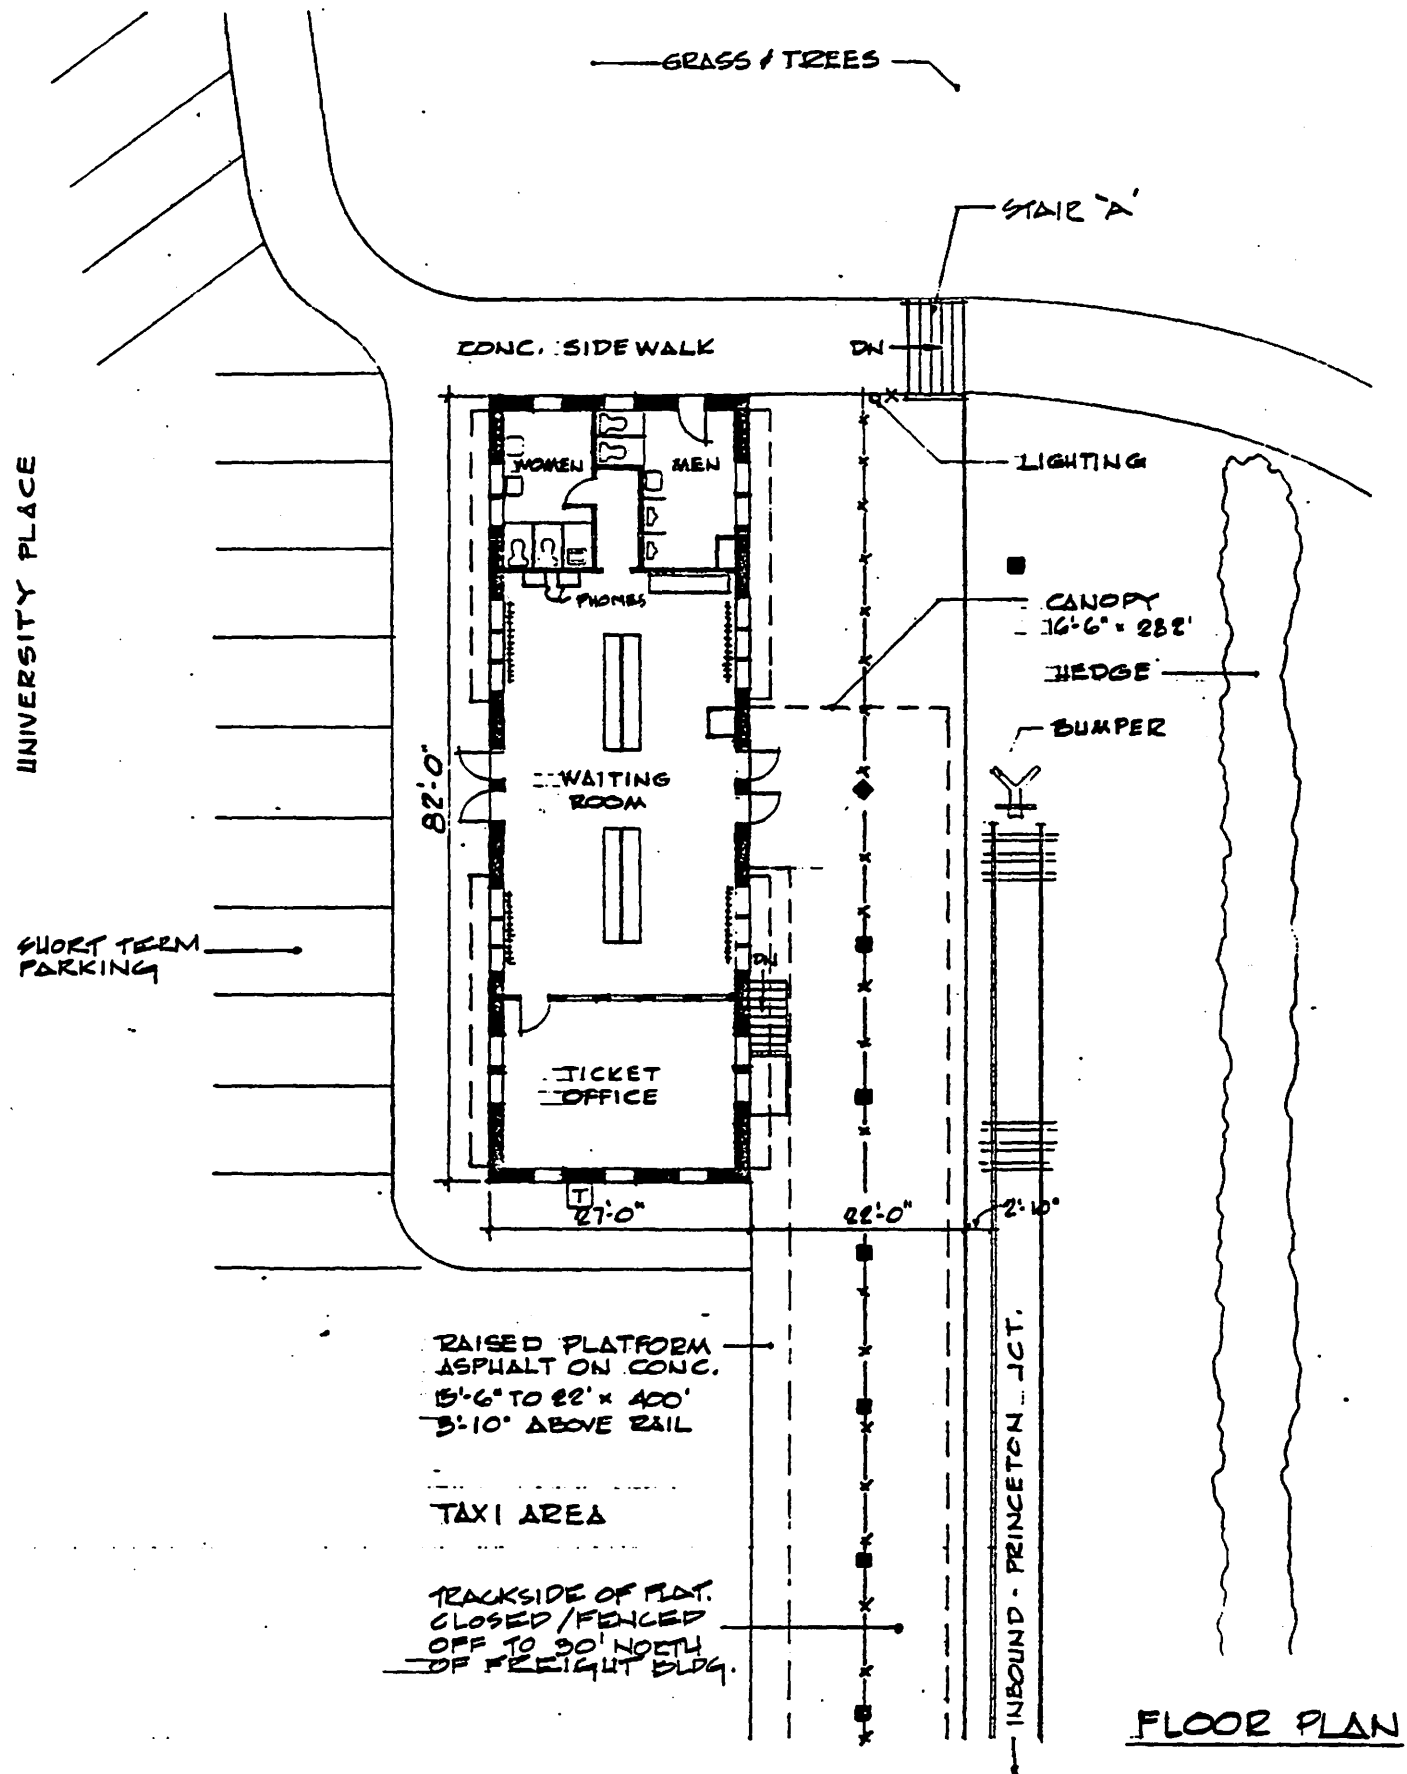 GRASS & TREES
STAIR "A"
CONC. SIDEWALK
DN
LIGHTING
WOMEN
MEN
UNIVERSITY PLACE
PHONES
CANOPY
16'-6" x 282'
HEDGE
BUMPER
WAITING
ROOM
82'-0"
SHORT TERM
PARKING
DN
TICKET
OFFICE
T
27'-0"
22'-0"
2'-10"
RAISED PLATFORM
ASPHALT ON CONC.
15'-6" TO 22' x 400'
3'-10" ABOVE RAIL
TAXI AREA
TRACKSIDE OF PLAT.
CLOSED/FENCED
OFF TO 30' NORTH
OF FREIGHT BLDG.
INBOUND - PRINCETON JCT.
FLOOR PLAN